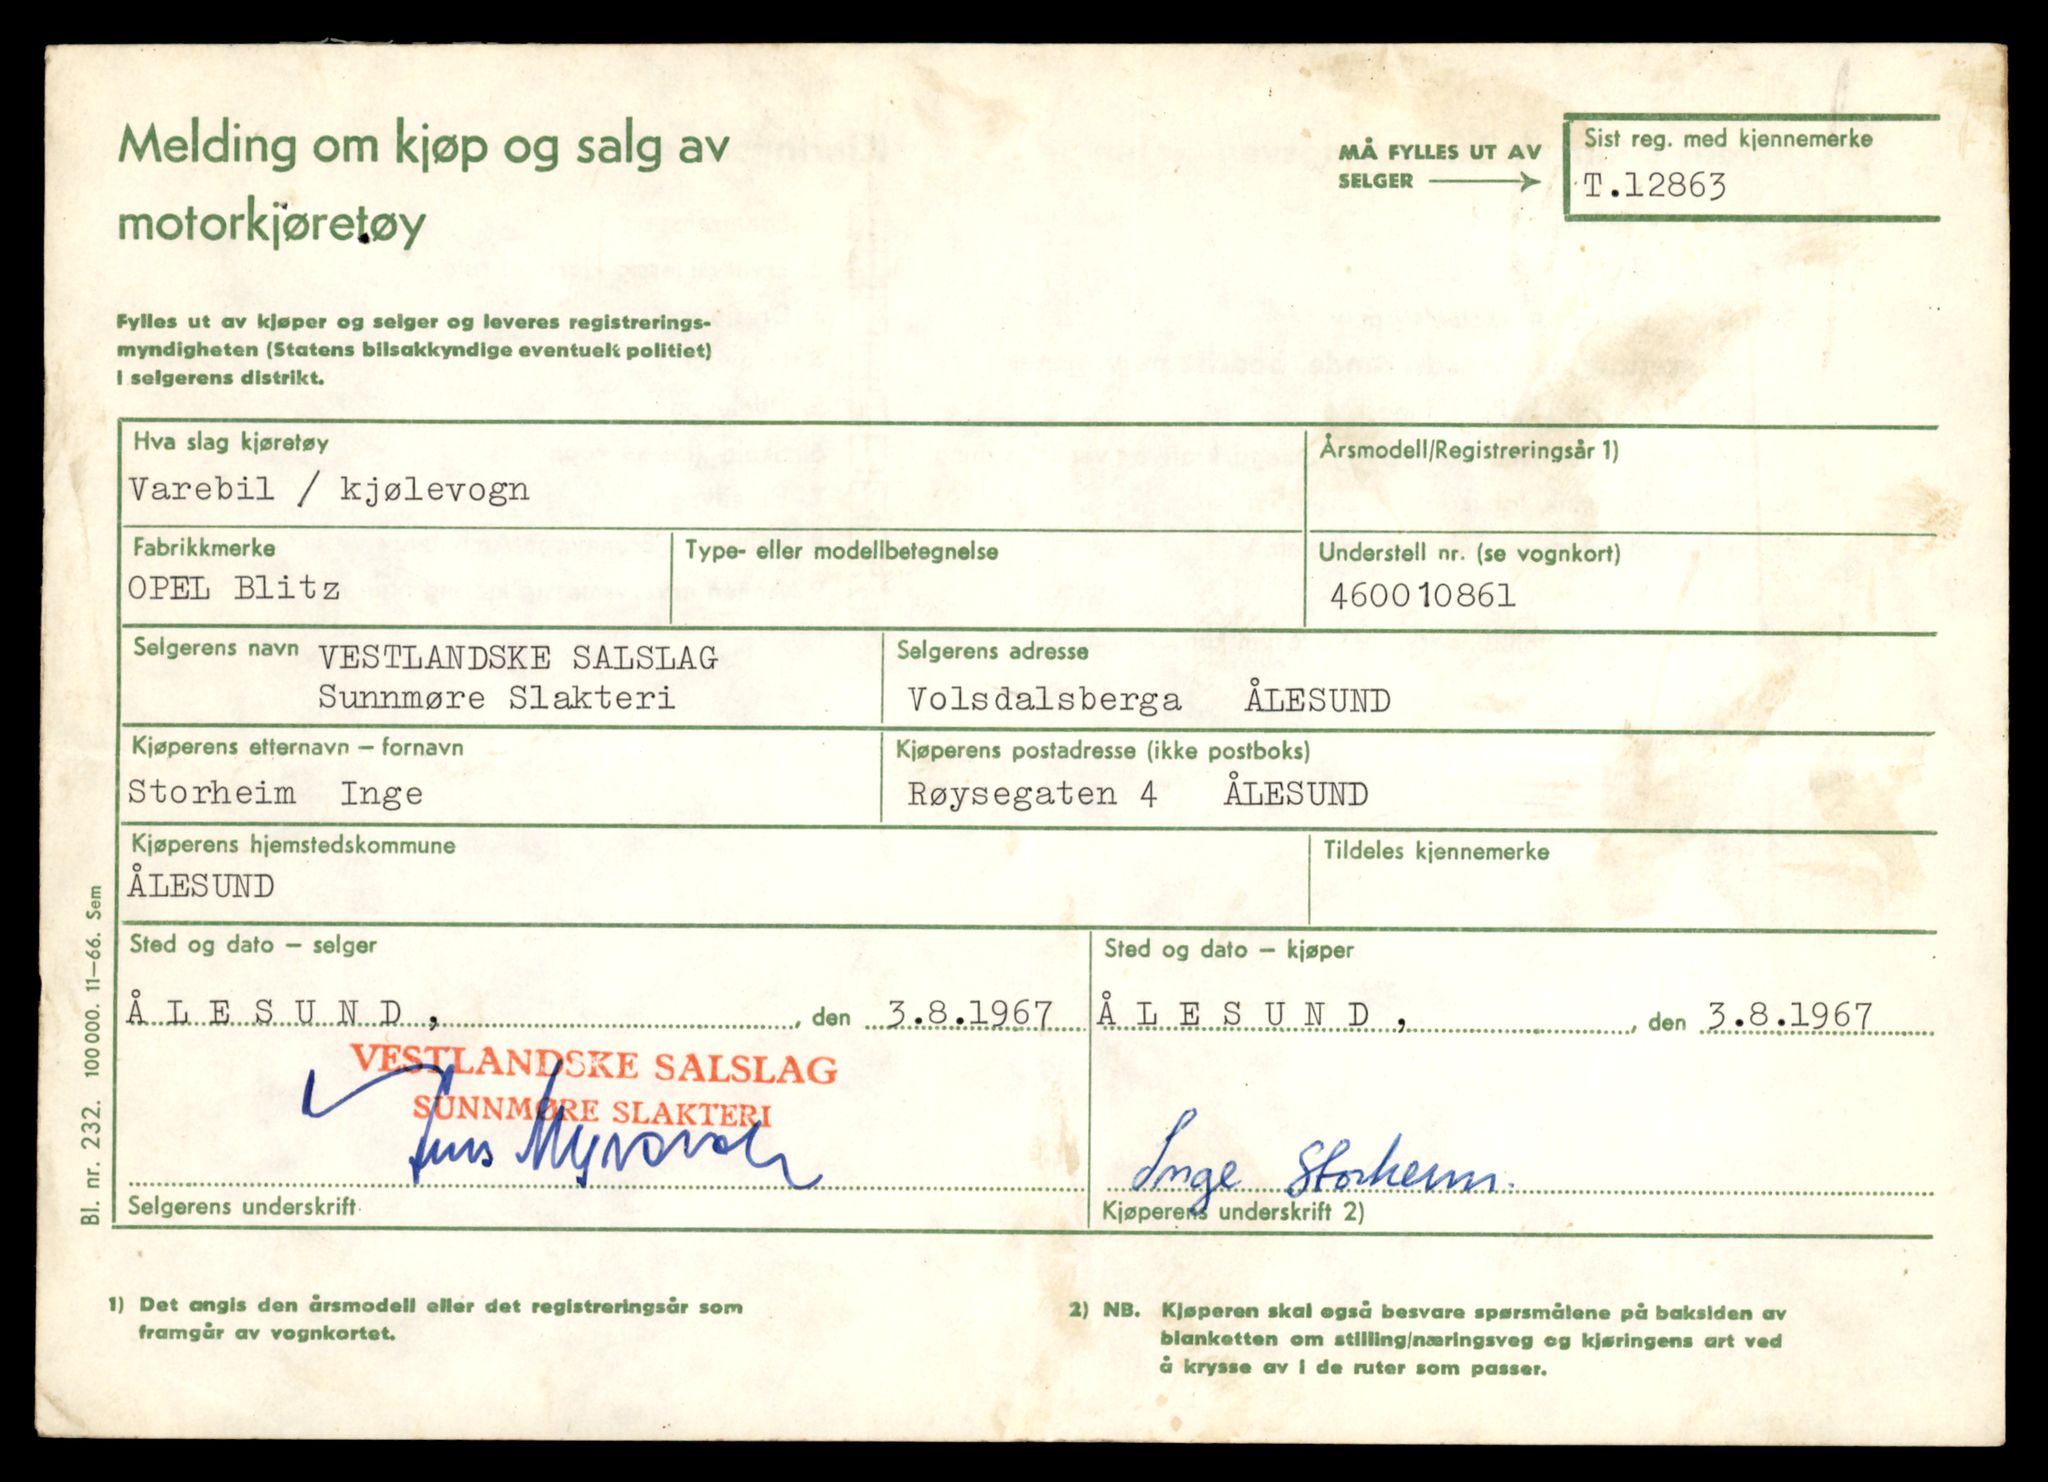 Melding om kjøp og salg av
motorkjøretøy
MÅ FYLLES UT AV
SELGER
Sist reg. med kjennemerke
T.12863
Fylles ut av kjøper og selger og leveres registrerings-
myndigheten (Statens bilsakkyndige eventuelt politiet)
i selgerens distrikt.
Hva slag kjøretøy
Varebil / kjølevogn
Årsmodell/Registreringsår 1)
Fabrikkmerke
OPEL Blitz
Type- eller modellbetegnelse
Understell nr. (se vognkort)
460010861
Selgerens navn VESTLANDSKE SALSLAG
Sunnmøre Slakteri
Selgerens adresse
Volsdalsberga ÅLESUND
Kjøperens etternavn – fornavn
Storheim Inge
Kjøperens postadresse (ikke postboks)
Røysegaten 4 ÅLESUND
Kjøperens hjemstedskommune
ÅLESUND
Tildeles kjennemerke
Sted og dato – selger
ÅLESUND, , den 3.8.1967
Sted og dato – kjøper
ÅLESUND, , den 3.8.1967
VESTLANDSKE SALSLAG
SUNNMØRE SLAKTERI
Selgerens underskrift
Inge Storheim.
Kjøperens underskrift 2)
Bl. nr. 232. 100 000. 11–66. Sem
1) Det angis den årsmodell eller det registreringsår som
framgår av vognkortet.
2) NB. Kjøperen skal også besvare spørsmålene på baksiden av
blanketten om stilling/næringsveg og kjøringens art ved
å krysse av i de ruter som passer.